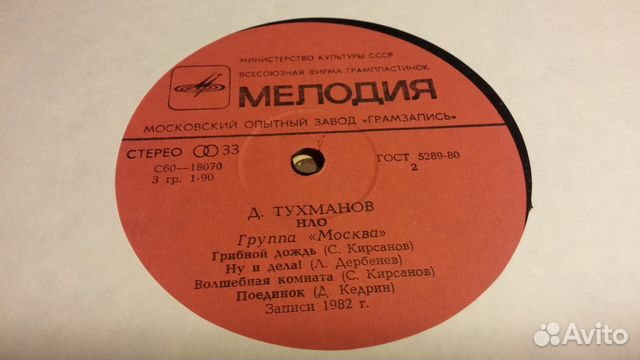 МИНИСТЕРСТВО КУЛЬТУРЫ СССР
ВСЕСОЮЗНАЯ ФИРМА ГРАМПЛАСТИНОК
МЕЛОДИЯ
МОСКОВСКИЙ ОПЫТНЫЙ ЗАВОД «ГРАМЗАПИСЬ»
СТЕРЕО 33
ГОСТ 5289-80
С60—18070
2
3 гр. 1-90
Д. ТУХМАНОВ
НЛО
Группа «Москва»
Грибной дождь (С. Кирсанов)
Ну и дела! (Л. Дербенев)
Волшебная комната (С. Кирсанов)
Поединок (Д. Кедрин)
Записи 1982 г.
Avito